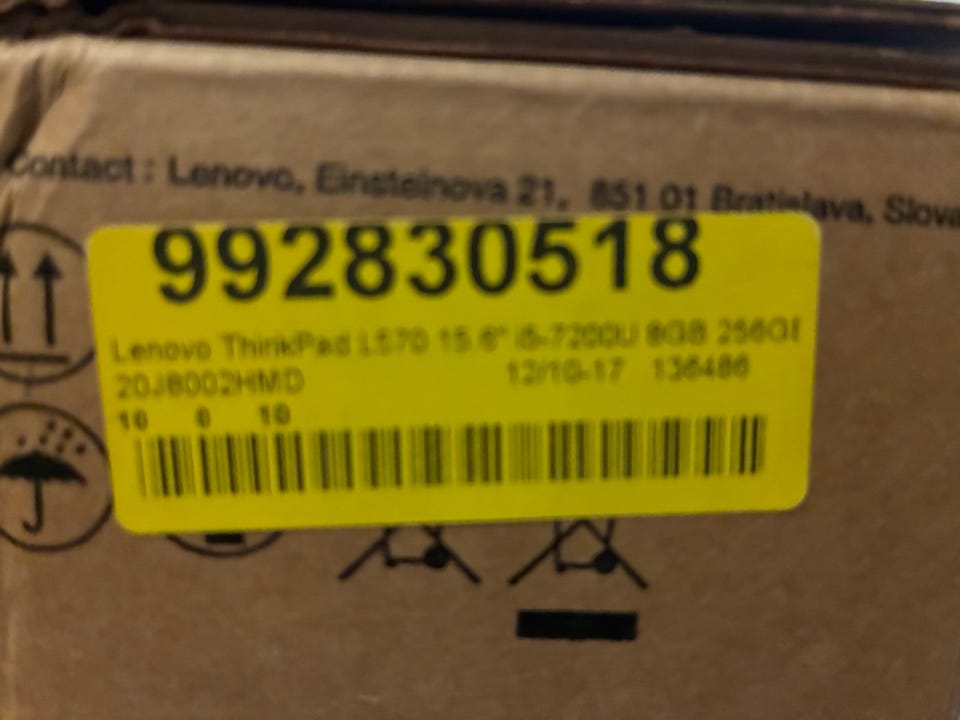 Contact : Lenovo, Einsteinova 21, 851 01 Bratislava, Slova
992830518
Lenovo ThinkPad L570 15.6" i5-7200U 8GB 256GB
20J8002HMD 12/10-17 136486
10 0 10